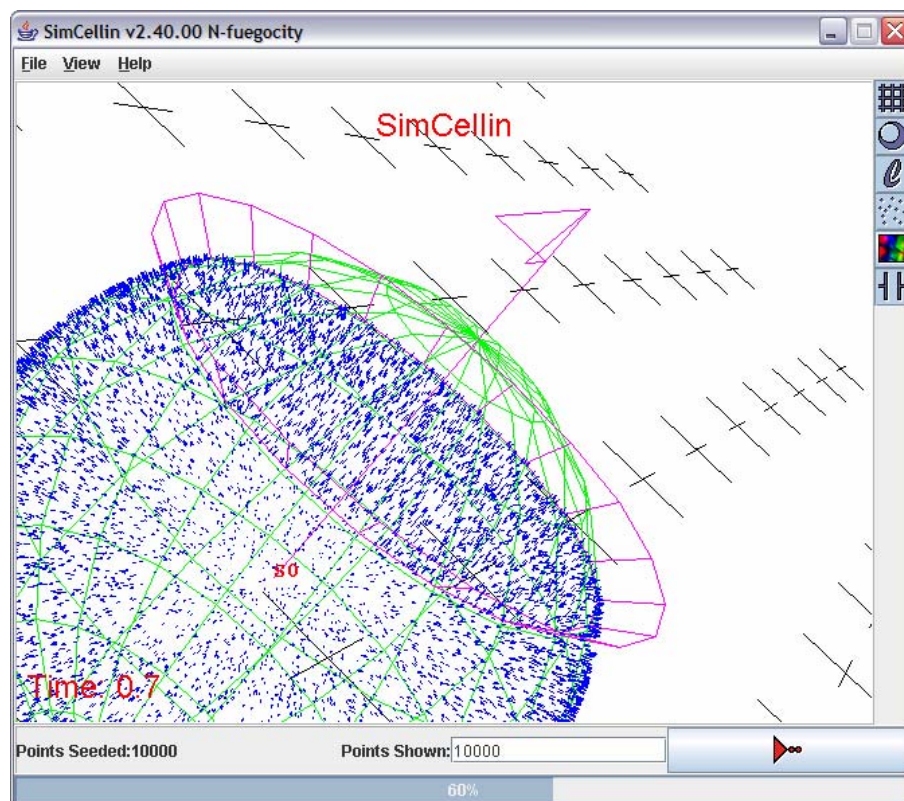 SimCellin v2.40.00 N-fuegocity
File View Help
SimCellin
S0
Time: 0.7
Points Seeded:10000 Points Shown:10000
60%